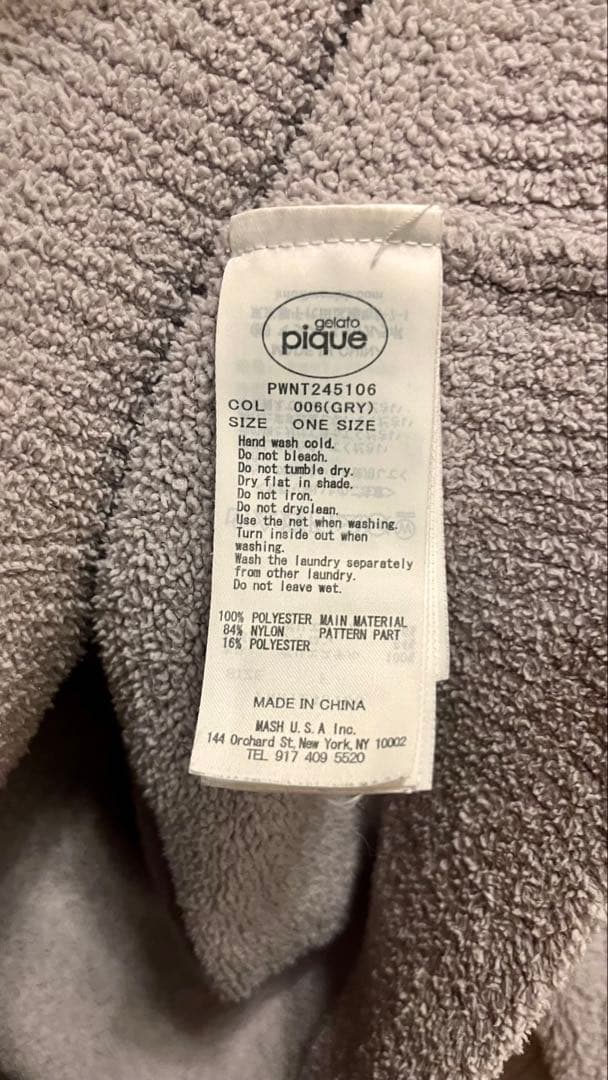 gelato
pique
PWNT245106
COL 006(GRY)
SIZE ONE SIZE
Hand wash cold.
Do not bleach.
Do not tumble dry.
Dry flat in shade.
Do not iron.
Do not dryclean.
Use the net when washing.
Turn inside out when
washing.
Wash the laundry separately
from other laundry.
Do not leave wet.
100% POLYESTER MAIN MATERIAL
84% NYLON PATTERN PART
16% POLYESTER
MADE IN CHINA
MASH U.S.A Inc.
144 Orchard St, New York, NY 10002
TEL 917 409 5520